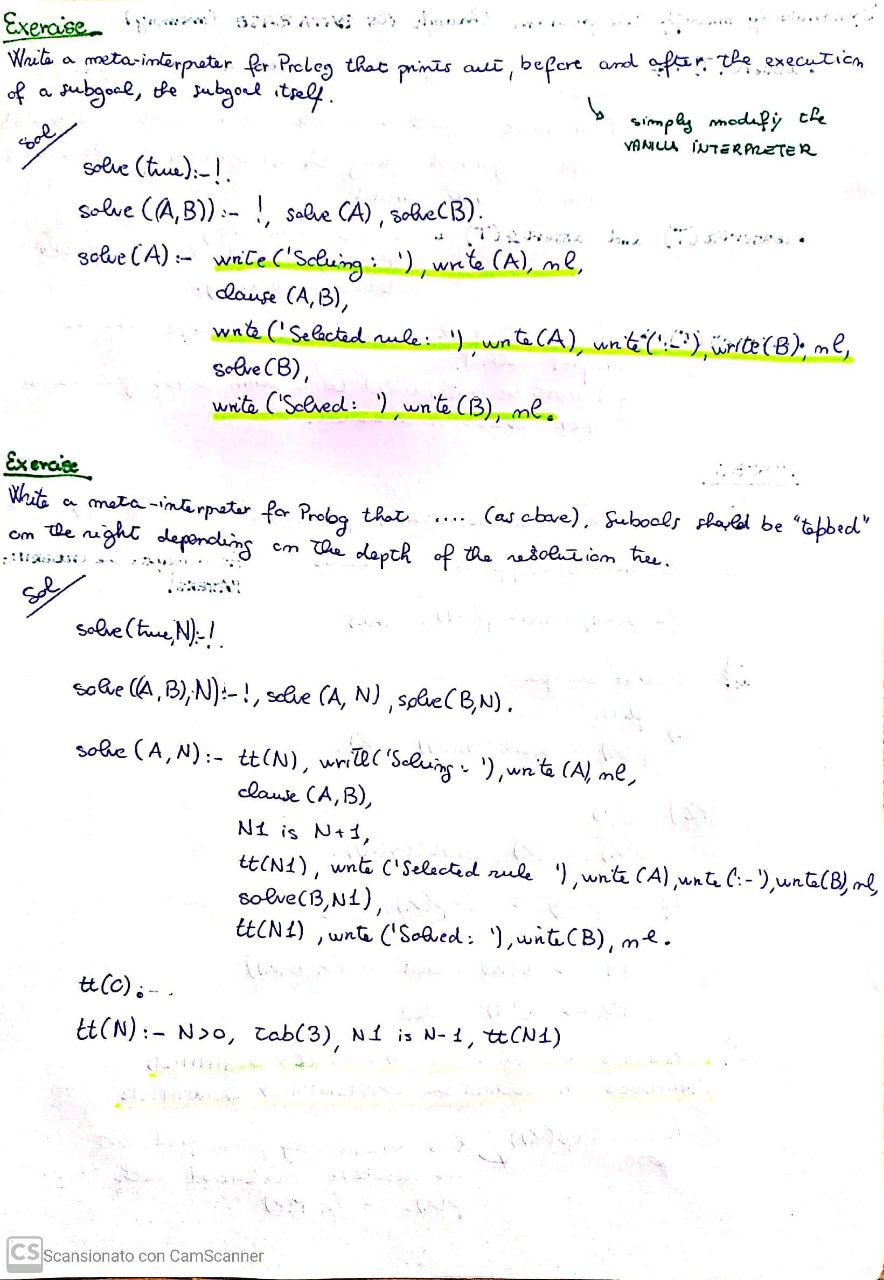 Exercise
Write a meta-interpreter for Prolog that prints out, before and after, the execution
of a subgoal, the subgoal itself.
simply modify the
VANILLA INTERPRETER
Sol
solve(true):-!.
solve((A,B)):- !, solve(A), solve(B).
solve(A):- write('Solving: '), write(A), nl,
clause(A,B),
write('Selected rule: '), write(A), write(':-'), write(B), nl,
solve(B),
write('Solved: '), write(B), nl.
Exercise
Write a meta-interpreter for Prolog that .... (as above). Suboals should be "tabbed"
on the right depending on the depth of the resolution tree.
Sol
solve(true,N):-!.
solve((A,B),N):-!, solve(A,N), solve(B,N).
solve(A,N):- tt(N), write('Solving: '), write(A), nl,
clause(A,B),
N1 is N+1,
tt(N1), write('Selected rule '), write(A), write(':-'), write(B), nl,
solve(B,N1),
tt(N1), write('Solved: '), write(B), nl.
tt(0):-.
tt(N):- N>0, tab(3), N1 is N-1, tt(N1)
CS Scansionato con CamScanner